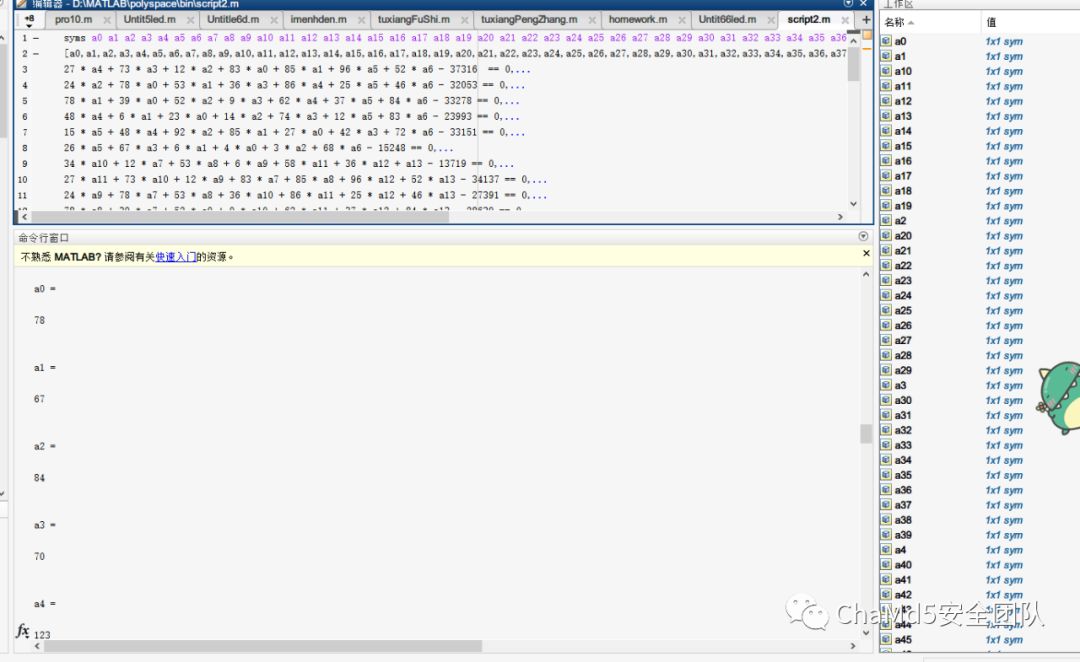 编辑器 - D:\MATLAB\polyspace\bin\script2.m
工作区
+8 pro10.m Untit5led.m Untitle6d.m imenhden.m tuxiangFuShi.m tuxiangPengZhang.m homework.m Untit66led.m script2.m
名称 值
1 — syms a0 a1 a2 a3 a4 a5 a6 a7 a8 a9 a10 a11 a12 a13 a14 a15 a16 a17 a18 a19 a20 a21 a22 a23 a24 a25 a26 a27 a28 a29 a30 a31 a32 a33 a34 a35 a36
2 — [a0,a1,a2,a3,a4,a5,a6,a7,a8,a9,a10,a11,a12,a13,a14,a15,a16,a17,a18,a19,a20,a21,a22,a23,a24,a25,a26,a27,a28,a29,a30,a31,a32,a33,a34,a35,a36,a37
3 27 * a4 + 73 * a3 + 12 * a2 + 83 * a0 + 85 * a1 + 96 * a5 + 52 * a6 - 37316 == 0,...
4 24 * a2 + 78 * a0 + 53 * a1 + 36 * a3 + 86 * a4 + 25 * a5 + 46 * a6 - 32053 == 0,...
5 78 * a1 + 39 * a0 + 52 * a2 + 9 * a3 + 62 * a4 + 37 * a5 + 84 * a6 - 33278 == 0,...
6 48 * a4 + 6 * a1 + 23 * a0 + 14 * a2 + 74 * a3 + 12 * a5 + 83 * a6 - 23993 == 0,...
7 15 * a5 + 48 * a4 + 92 * a2 + 85 * a1 + 27 * a0 + 42 * a3 + 72 * a6 - 33151 == 0,...
8 26 * a5 + 67 * a3 + 6 * a1 + 4 * a0 + 3 * a2 + 68 * a6 - 15248 == 0,...
9 34 * a10 + 12 * a7 + 53 * a8 + 6 * a9 + 58 * a11 + 36 * a12 + a13 - 13719 == 0,...
10 27 * a11 + 73 * a10 + 12 * a9 + 83 * a7 + 85 * a8 + 96 * a12 + 52 * a13 - 34137 == 0,...
11 24 * a9 + 78 * a7 + 53 * a8 + 36 * a10 + 86 * a11 + 25 * a12 + 46 * a13 - 27391 == 0,...
命令行窗口
不熟悉 MATLAB? 请参阅有关快速入门的资源。
a0 =
78
a1 =
67
a2 =
84
a3 =
70
a4 =
fx 123
a0 1x1 sym
a1 1x1 sym
a10 1x1 sym
a11 1x1 sym
a12 1x1 sym
a13 1x1 sym
a14 1x1 sym
a15 1x1 sym
a16 1x1 sym
a17 1x1 sym
a18 1x1 sym
a19 1x1 sym
a2 1x1 sym
a20 1x1 sym
a21 1x1 sym
a22 1x1 sym
a23 1x1 sym
a24 1x1 sym
a25 1x1 sym
a26 1x1 sym
a27 1x1 sym
a28 1x1 sym
a29 1x1 sym
a3 1x1 sym
a30 1x1 sym
a31 1x1 sym
a32 1x1 sym
a33 1x1 sym
a34 1x1 sym
a35 1x1 sym
a36 1x1 sym
a37 1x1 sym
a38 1x1 sym
a39 1x1 sym
a4 1x1 sym
a40 1x1 sym
a41 1x1 sym
a42 1x1 sym
a43 1x1 sym
a44 1x1 sym
a45 1x1 sym
ChaMd5安全团队